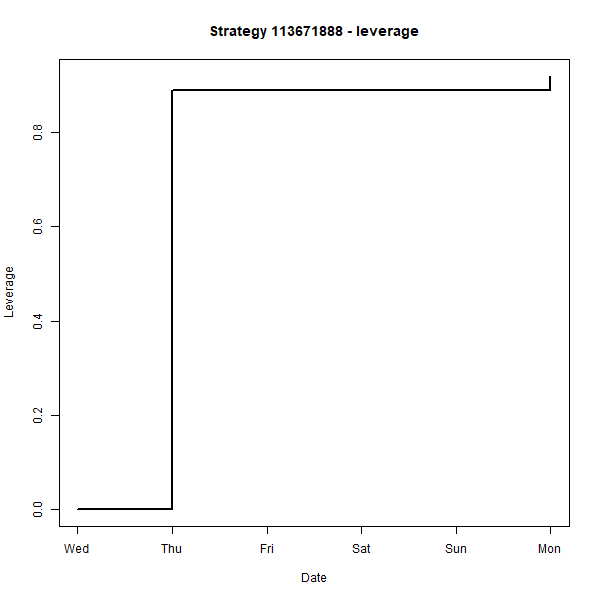 Strategy 113671888 - leverage
Leverage
0.8
0.6
0.4
0.2
0.0
Wed Thu Fri Sat Sun Mon
Date